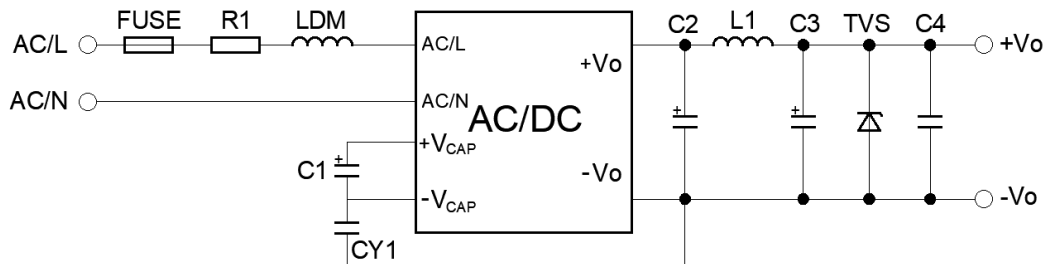 FUSE R1 LDM C2 L1 C3 TVS C4
AC/L AC/L +Vo +Vo
AC/N AC/N AC/DC
C1 + +VCAP + +
-VCAP -Vo -Vo
CY1